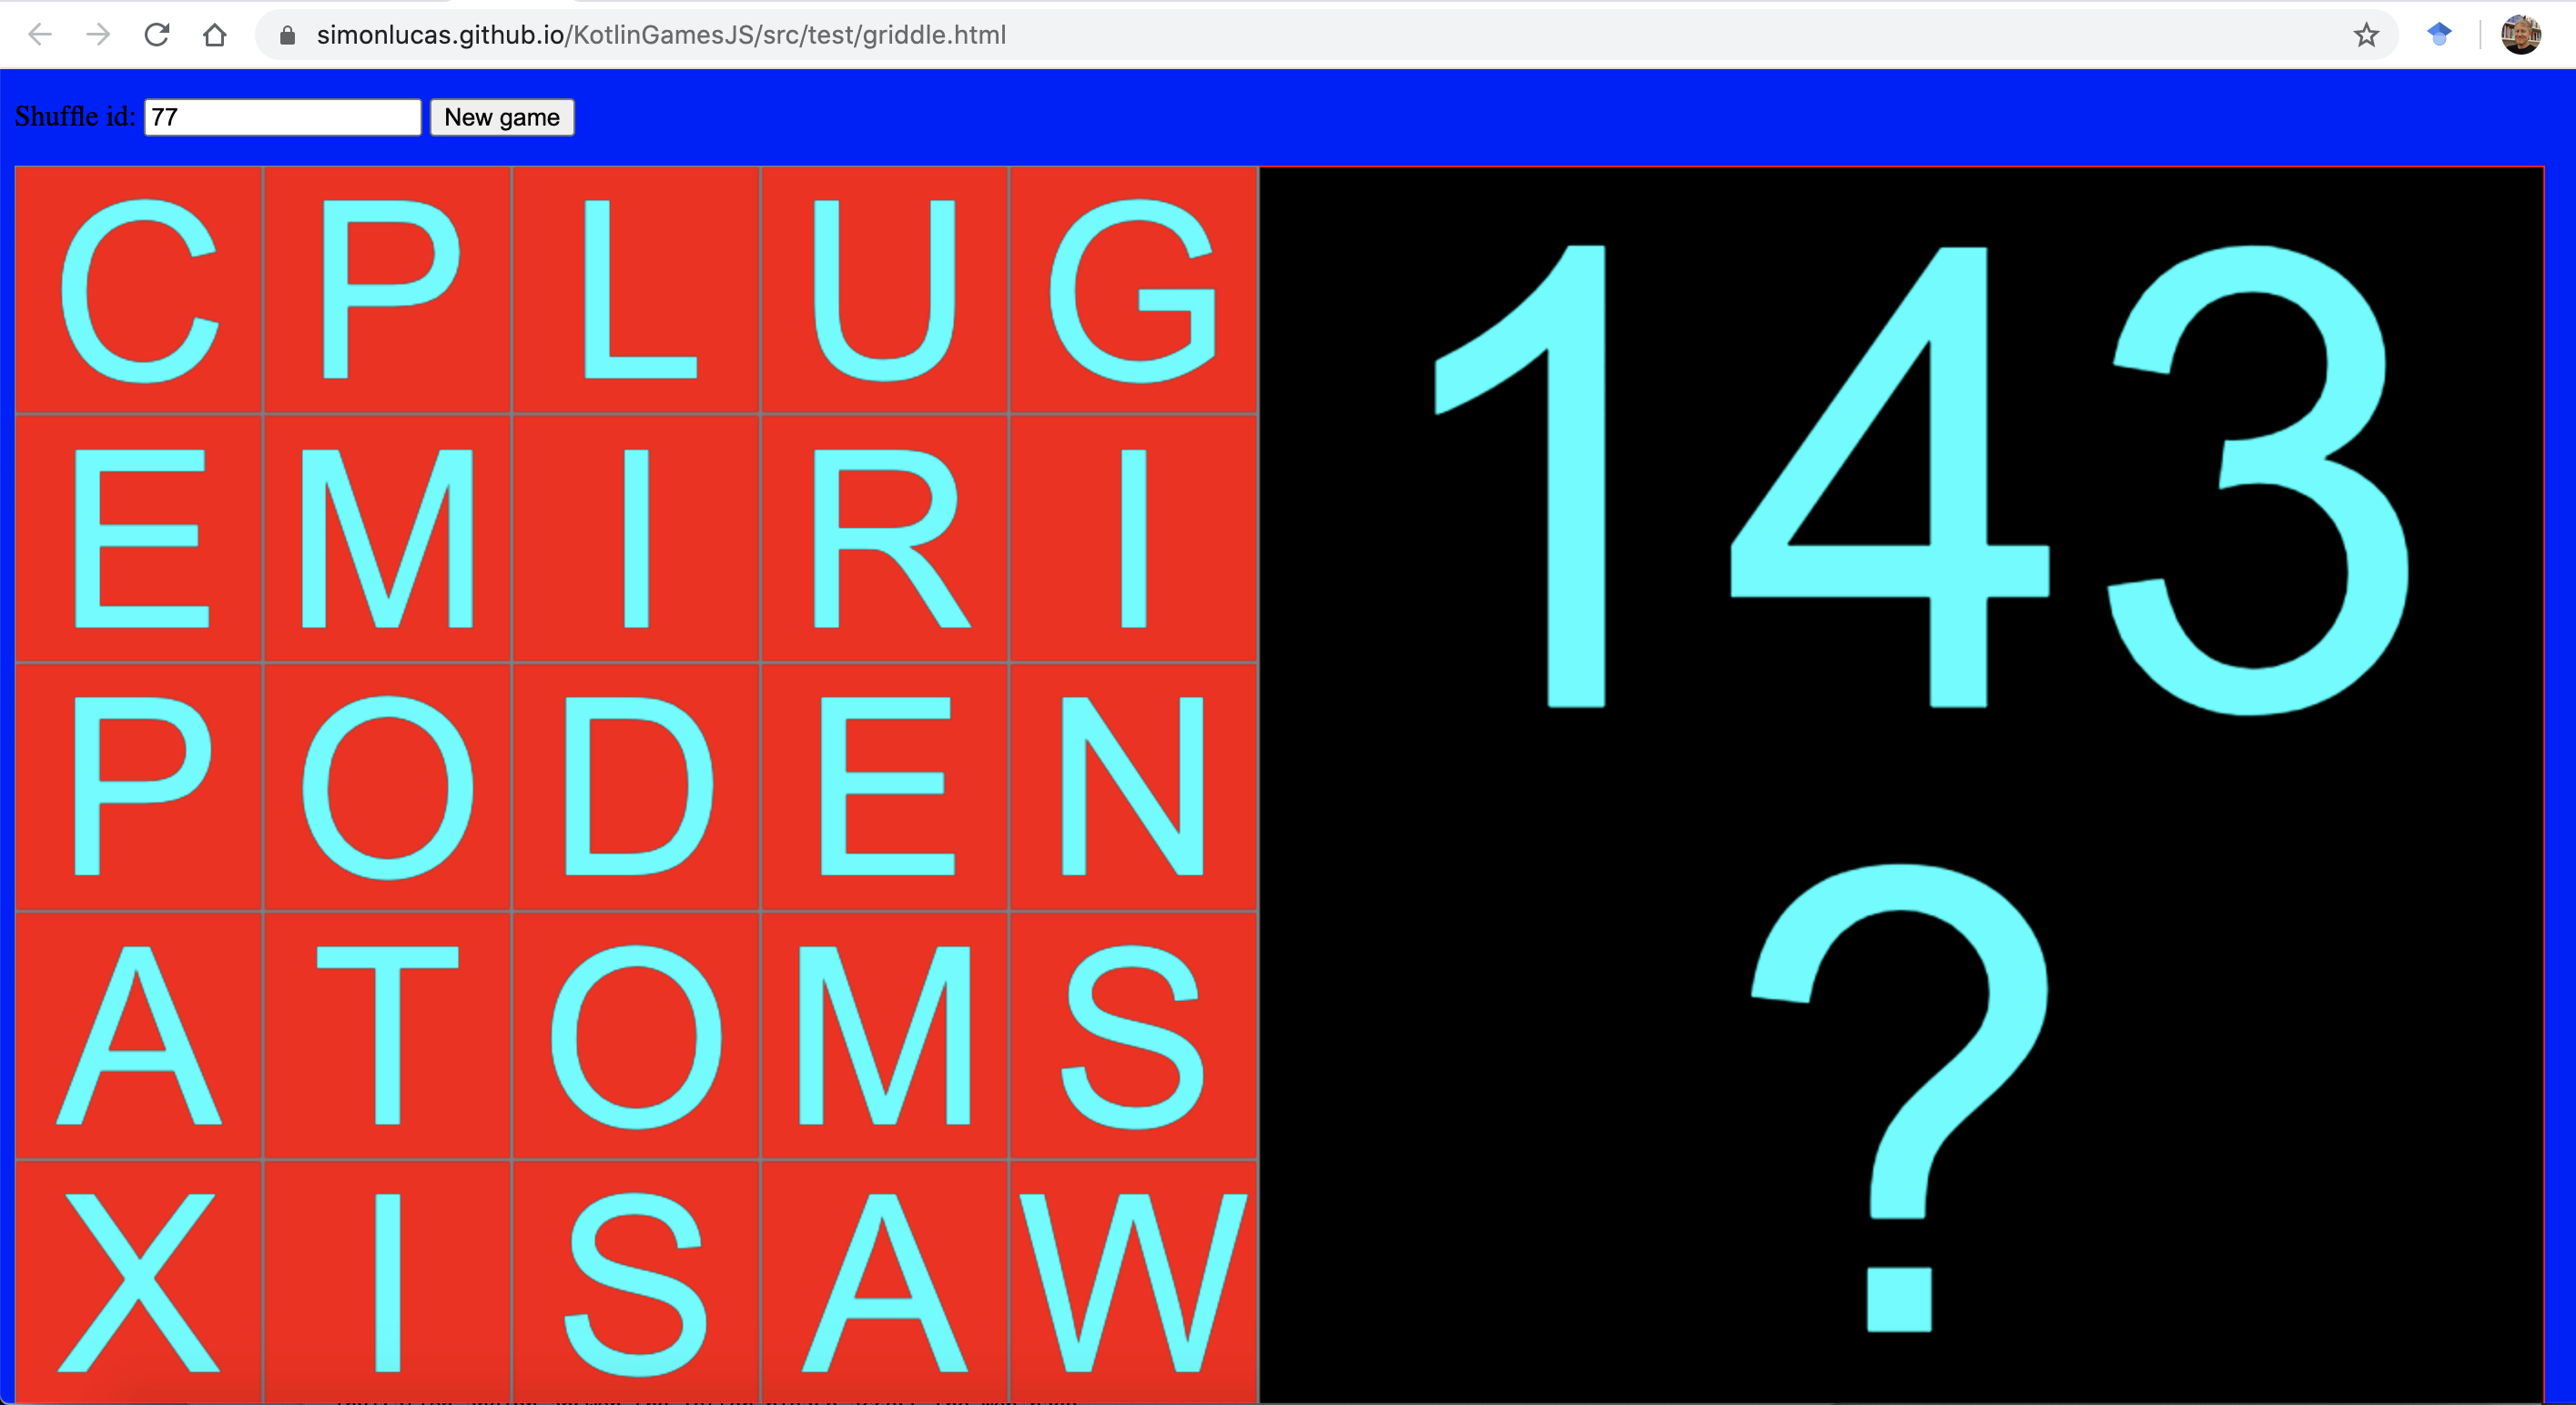 simonlucas.github.io/KotlinGamesJS/src/test/griddle.html
Shuffle id: 77 New game
C P L U G
E M I R I
P O D E N
A T O M S
X I S A W
143
?